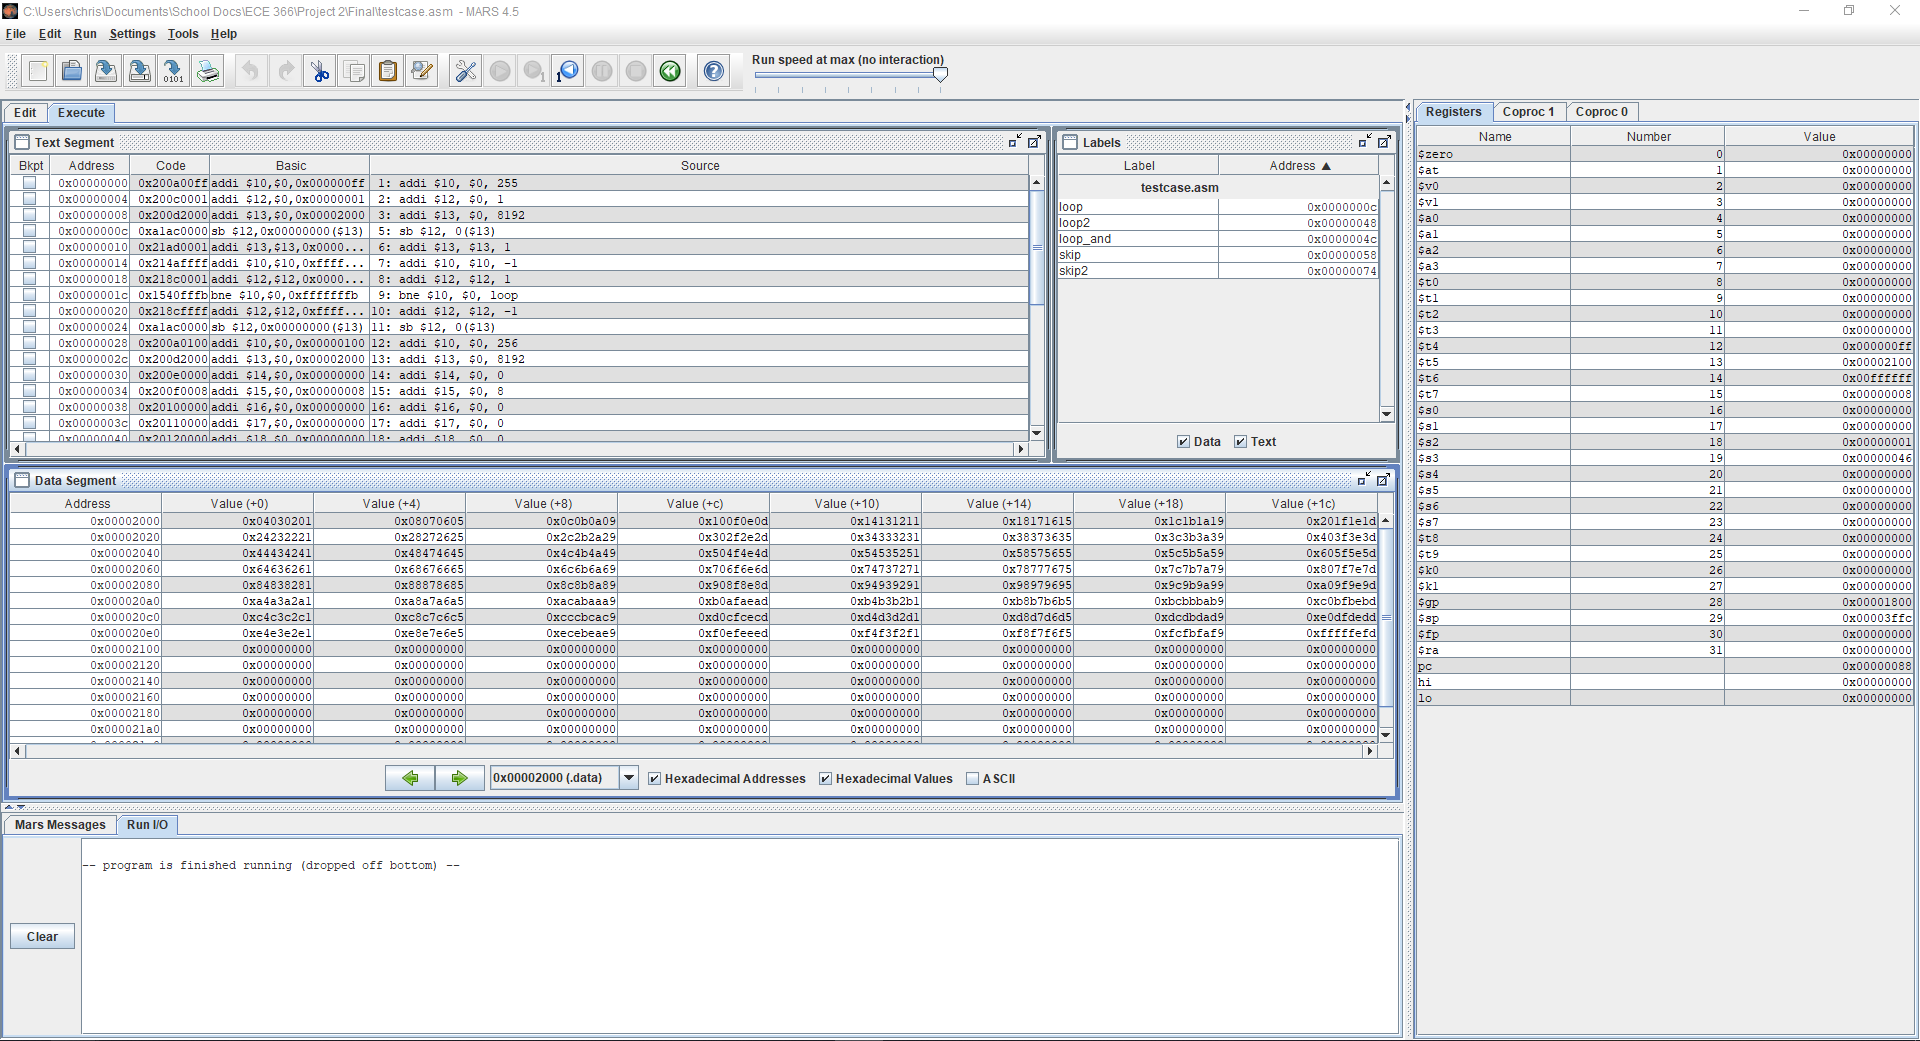 C:\Users\chris\Documents\School Docs\ECE 366\Project 2\Final\testcase.asm - MARS 4.5
File Edit Run Settings Tools Help
Run speed at max (no interaction)
Edit Execute
Text Segment
Bkpt Address Code Basic Source
0x00000000 0x200a00ff addi $10,$0,0x000000ff 1: addi $10, $0, 255
0x00000004 0x200c0001 addi $12,$0,0x00000001 2: addi $12, $0, 1
0x00000008 0x200d2000 addi $13,$0,0x00002000 3: addi $13, $0, 8192
0x0000000c 0xa1ac0000 sb $12,0x00000000($13) 5: sb $12, 0($13)
0x00000010 0x21ad0001 addi $13,$13,0x0000... 6: addi $13, $13, 1
0x00000014 0x214affff addi $10,$10,0xffff... 7: addi $10, $10, -1
0x00000018 0x218c0001 addi $12,$12,0x0000... 8: addi $12, $12, 1
0x0000001c 0x1540fffb bne $10,$0,0xfffffffb 9: bne $10, $0, loop
0x00000020 0x218cffff addi $12,$12,0xffff... 10: addi $12, $12, -1
0x00000024 0xa1ac0000 sb $12,0x00000000($13) 11: sb $12, 0($13)
0x00000028 0x200a0100 addi $10,$0,0x00000100 12: addi $10, $0, 256
0x0000002c 0x200d2000 addi $13,$0,0x00002000 13: addi $13, $0, 8192
0x00000030 0x200e0000 addi $14,$0,0x00000000 14: addi $14, $0, 0
0x00000034 0x200f0008 addi $15,$0,0x00000008 15: addi $15, $0, 8
0x00000038 0x20100000 addi $16,$0,0x00000000 16: addi $16, $0, 0
0x0000003c 0x20110000 addi $17,$0,0x00000000 17: addi $17, $0, 0
0x00000040 0x20120000 addi $18,$0,0x00000000 18: addi $18, $0, 0
Labels
Label Address ▲
testcase.asm
loop 0x0000000c
loop2 0x00000048
loop_and 0x0000004c
skip 0x00000058
skip2 0x00000074
Data Text
Data Segment
Address Value (+0) Value (+4) Value (+8) Value (+c) Value (+10) Value (+14) Value (+18) Value (+1c)
0x00002000 0x04030201 0x08070605 0x0c0b0a09 0x100f0e0d 0x14131211 0x18171615 0x1c1b1a19 0x201f1e1d
0x00002020 0x24232221 0x28272625 0x2c2b2a29 0x302f2e2d 0x34333231 0x38373635 0x3c3b3a39 0x403f3e3d
0x00002040 0x44434241 0x48474645 0x4c4b4a49 0x504f4e4d 0x54535251 0x58575655 0x5c5b5a59 0x605f5e5d
0x00002060 0x64636261 0x68676665 0x6c6b6a69 0x706f6e6d 0x74737271 0x78777675 0x7c7b7a79 0x807f7e7d
0x00002080 0x84838281 0x88878685 0x8c8b8a89 0x908f8e8d 0x94939291 0x98979695 0x9c9b9a99 0xa09f9e9d
0x000020a0 0xa4a3a2a1 0xa8a7a6a5 0xacabaaa9 0xb0afaead 0xb4b3b2b1 0xb8b7b6b5 0xbcbbbab9 0xc0bfbebd
0x000020c0 0xc4c3c2c1 0xc8c7c6c5 0xcccbcac9 0xd0cfcecd 0xd4d3d2d1 0xd8d7d6d5 0xdcdbdad9 0xe0dfdedd
0x000020e0 0xe4e3e2e1 0xe8e7e6e5 0xecebeae9 0xf0efeeed 0xf4f3f2f1 0xf8f7f6f5 0xfcfbfaf9 0xfffffefd
0x00002100 0x00000000 0x00000000 0x00000000 0x00000000 0x00000000 0x00000000 0x00000000 0x00000000
0x00002120 0x00000000 0x00000000 0x00000000 0x00000000 0x00000000 0x00000000 0x00000000 0x00000000
0x00002140 0x00000000 0x00000000 0x00000000 0x00000000 0x00000000 0x00000000 0x00000000 0x00000000
0x00002160 0x00000000 0x00000000 0x00000000 0x00000000 0x00000000 0x00000000 0x00000000 0x00000000
0x00002180 0x00000000 0x00000000 0x00000000 0x00000000 0x00000000 0x00000000 0x00000000 0x00000000
0x000021a0 0x00000000 0x00000000 0x00000000 0x00000000 0x00000000 0x00000000 0x00000000 0x00000000
0x00002000 (.data) Hexadecimal Addresses Hexadecimal Values ASCII
Mars Messages Run I/O
-- program is finished running (dropped off bottom) --
Clear
Registers Coproc 1 Coproc 0
Name Number Value
$zero 0 0x00000000
$at 1 0x00000000
$v0 2 0x00000000
$v1 3 0x00000000
$a0 4 0x00000000
$a1 5 0x00000000
$a2 6 0x00000000
$a3 7 0x00000000
$t0 8 0x00000000
$t1 9 0x00000000
$t2 10 0x00000000
$t3 11 0x00000000
$t4 12 0x000000ff
$t5 13 0x00002100
$t6 14 0x00ffffff
$t7 15 0x00000008
$s0 16 0x00000000
$s1 17 0x00000000
$s2 18 0x00000001
$s3 19 0x00000046
$s4 20 0x00000000
$s5 21 0x00000000
$s6 22 0x00000000
$s7 23 0x00000000
$t8 24 0x00000000
$t9 25 0x00000000
$k0 26 0x00000000
$k1 27 0x00000000
$gp 28 0x00001800
$sp 29 0x00003ffc
$fp 30 0x00000000
$ra 31 0x00000000
pc 0x00000088
hi 0x00000000
lo 0x00000000